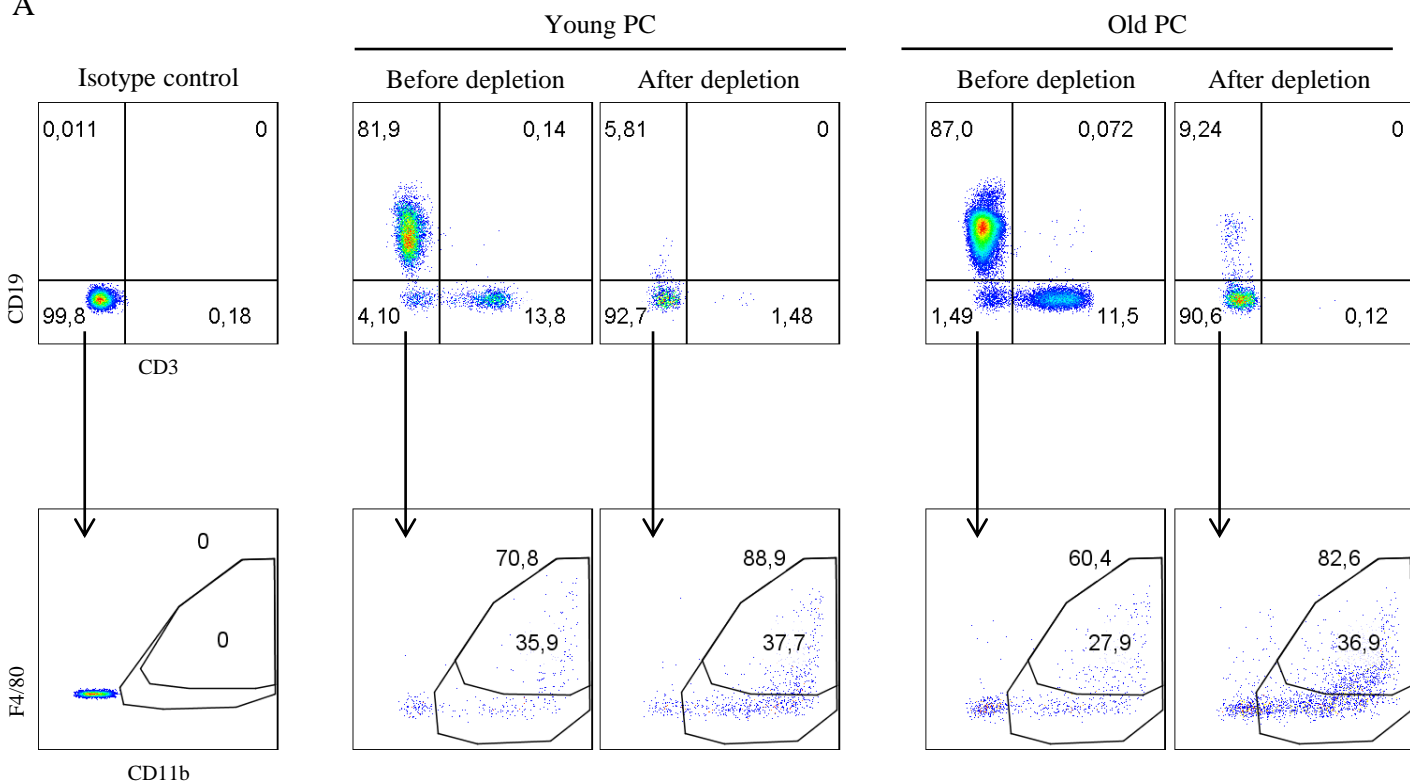 A
Young PC
Old PC
Isotype control
Before depletion
After depletion
Before depletion
After depletion
0,011
0
81,9
0,14
5,81
0
87,0
0,072
9,24
0
CD19
99,8
0,18
4,10
13,8
92,7
1,48
1,49
11,5
90,6
0,12
CD3
0
70,8
88,9
60,4
82,6
0
35,9
37,7
27,9
36,9
F4/80
CD11b